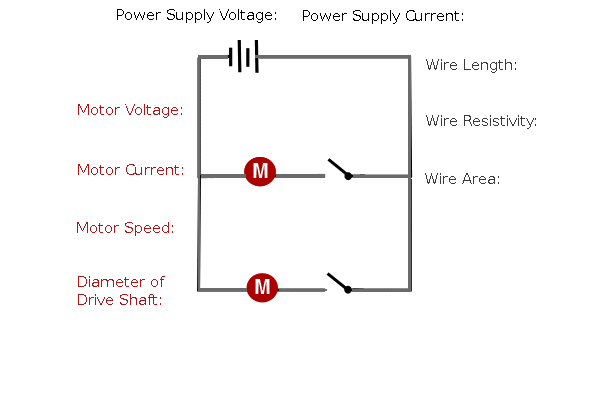 Power Supply Voltage: Power Supply Current:
Wire Length:
Motor Voltage:
Wire Resistivity:
Motor Current:
M
Wire Area:
Motor Speed:
Diameter of
Drive Shaft:
M